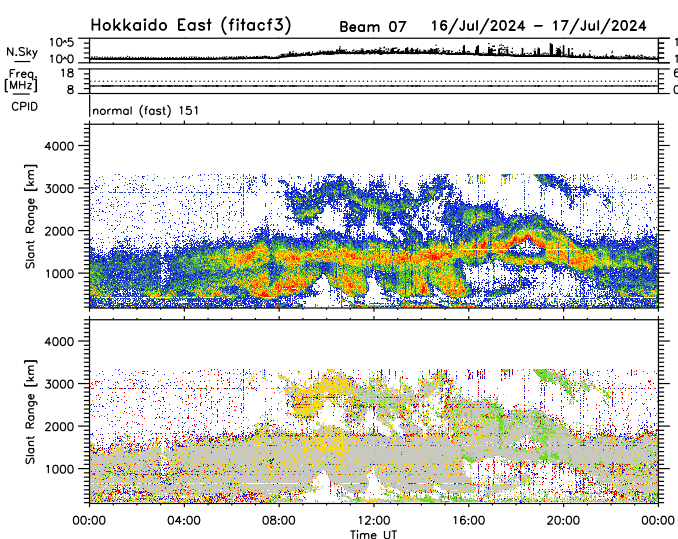 Hokkaido East (fitacf3) Beam 07 16/Jul/2024 − 17/Jul/2024
N.Sky 10^5 10^0
Freq. [MHz] 18 8
CPID normal (fast) 151
Slant Range [km] 4000 3000 2000 1000
Slant Range [km] 4000 3000 2000 1000
00:00 04:00 08:00 12:00 16:00 20:00 00:00
Time UT